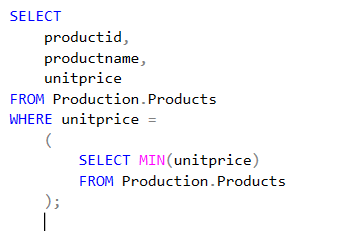 SELECT
    productid,
    productname,
    unitprice
FROM Production.Products
WHERE unitprice =
    (
        SELECT MIN(unitprice)
        FROM Production.Products
    );